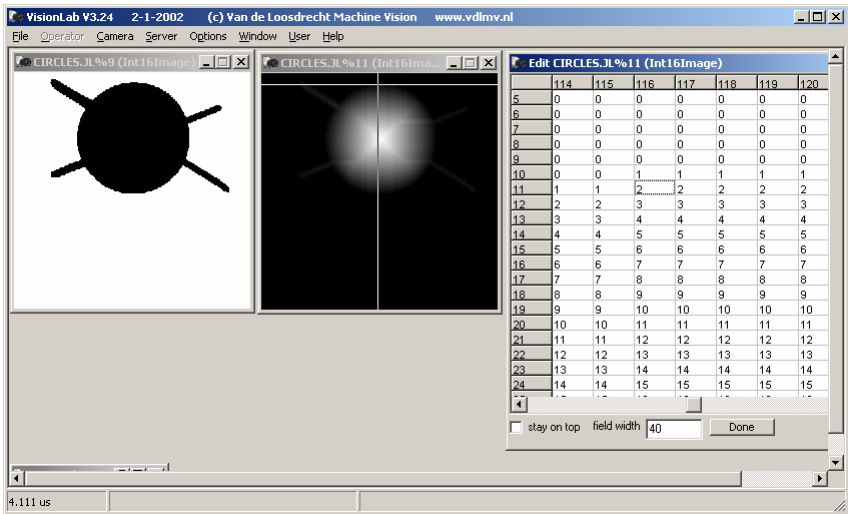 VisionLab V3.24 2-1-2002 (c) Van de Loosdrecht Machine Vision www.vdlmv.nl
File Operator Camera Server Options Window User Help
CIRCLES.JL%9 (Int16Image)
CIRCLES.JL%11 (Int16Ima...
Edit CIRCLES.JL%11 (Int16Image)
114 115 116 117 118 119 120
5 0 0 0 0 0 0 0
6 0 0 0 0 0 0 0
7 0 0 0 0 0 0 0
8 0 0 0 0 0 0 0
9 0 0 0 0 0 0 0
10 0 0 1 1 1 1 1
11 1 1 2 2 2 2 2
12 2 2 3 3 3 3 3
13 3 3 4 4 4 4 4
14 4 4 5 5 5 5 5
15 5 5 6 6 6 6 6
16 6 6 7 7 7 7 7
17 7 7 8 8 8 8 8
18 8 8 9 9 9 9 9
19 9 9 10 10 10 10 10
20 10 10 11 11 11 11 11
21 11 11 12 12 12 12 12
22 12 12 13 13 13 13 13
23 13 13 14 14 14 14 14
24 14 14 15 15 15 15 15
stay on top field width 40 Done
4.111 us